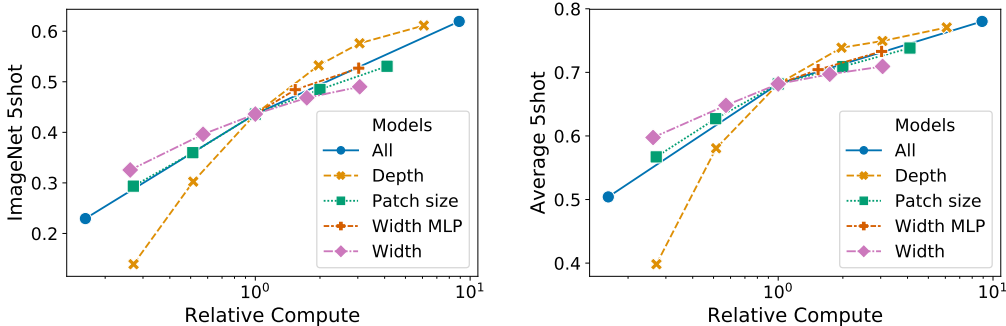 ImageNet 5shot
0.6
0.5
0.4
0.3
0.2
10⁰
10¹
Relative Compute
Models
All
Depth
Patch size
Width MLP
Width
Average 5shot
0.8
0.7
0.6
0.5
0.4
10⁰
10¹
Relative Compute
Models
All
Depth
Patch size
Width MLP
Width